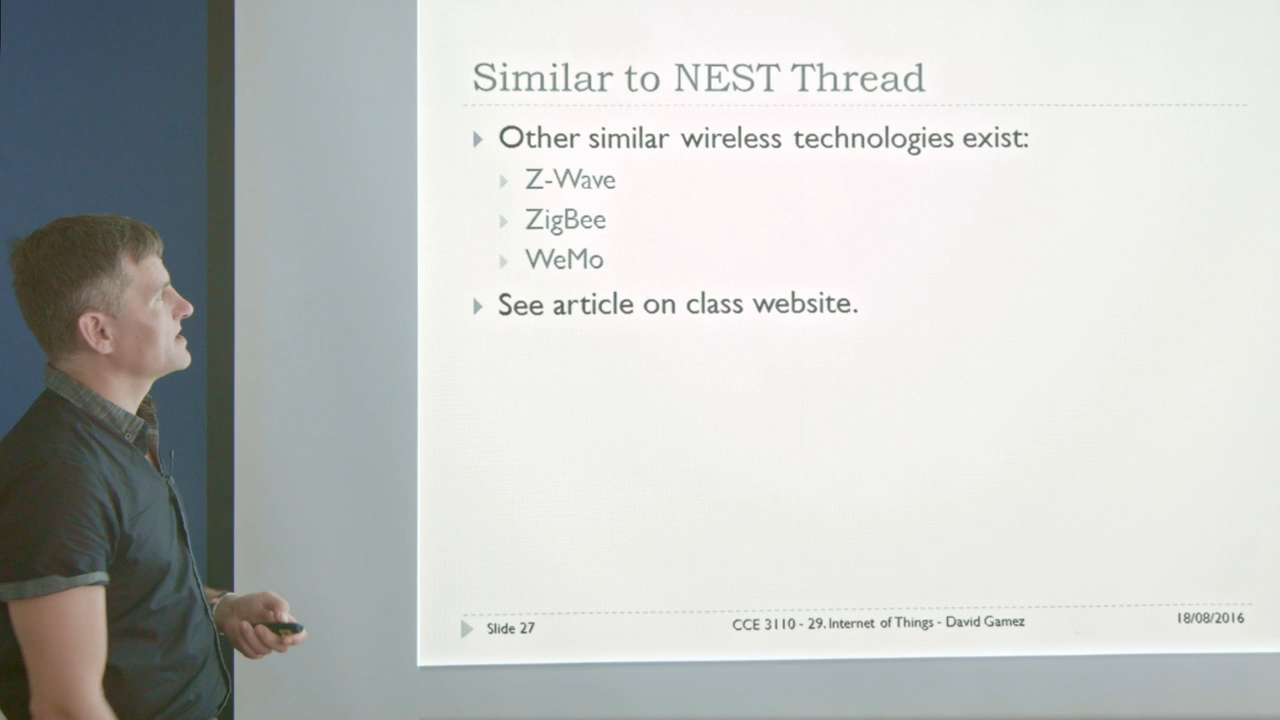 Similar to NEST Thread
Other similar wireless technologies exist:
Z-Wave
ZigBee
WeMo
See article on class website.
Slide 27
CCE 3110 - 29. Internet of Things - David Gamez
18/08/2016